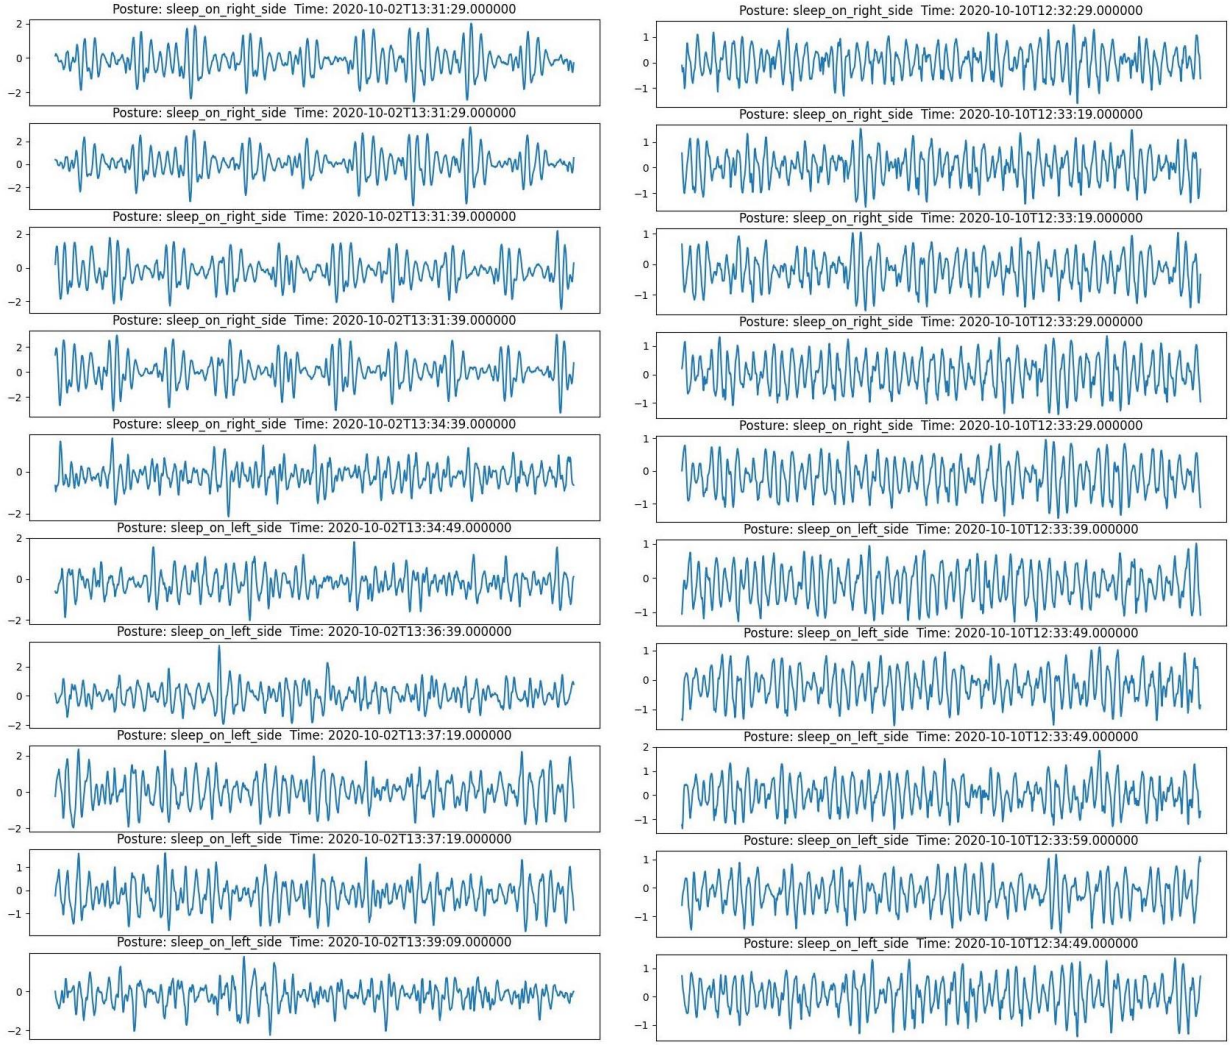 Posture: sleep_on_right_side Time: 2020-10-02T13:31:29.000000
2
0
−2
Posture: sleep_on_right_side Time: 2020-10-02T13:31:29.000000
2
0
−2
Posture: sleep_on_right_side Time: 2020-10-02T13:31:39.000000
2
0
−2
Posture: sleep_on_right_side Time: 2020-10-02T13:31:39.000000
2
0
−2
Posture: sleep_on_right_side Time: 2020-10-02T13:34:39.000000
0
−2
Posture: sleep_on_left_side Time: 2020-10-02T13:34:49.000000
2
0
−2
Posture: sleep_on_left_side Time: 2020-10-02T13:36:39.000000
2
0
−2
Posture: sleep_on_left_side Time: 2020-10-02T13:37:19.000000
2
0
−2
Posture: sleep_on_left_side Time: 2020-10-02T13:37:19.000000
1
0
−1
Posture: sleep_on_left_side Time: 2020-10-02T13:39:09.000000
0
−2
Posture: sleep_on_right_side Time: 2020-10-10T12:32:29.000000
1
0
−1
Posture: sleep_on_right_side Time: 2020-10-10T12:33:19.000000
1
0
−1
Posture: sleep_on_right_side Time: 2020-10-10T12:33:19.000000
1
0
−1
Posture: sleep_on_right_side Time: 2020-10-10T12:33:29.000000
1
0
−1
Posture: sleep_on_right_side Time: 2020-10-10T12:33:29.000000
1
0
−1
Posture: sleep_on_left_side Time: 2020-10-10T12:33:39.000000
1
0
−1
Posture: sleep_on_left_side Time: 2020-10-10T12:33:49.000000
1
0
−1
Posture: sleep_on_left_side Time: 2020-10-10T12:33:49.000000
2
1
0
−1
Posture: sleep_on_left_side Time: 2020-10-10T12:33:59.000000
1
0
−1
Posture: sleep_on_left_side Time: 2020-10-10T12:34:49.000000
1
0
−1